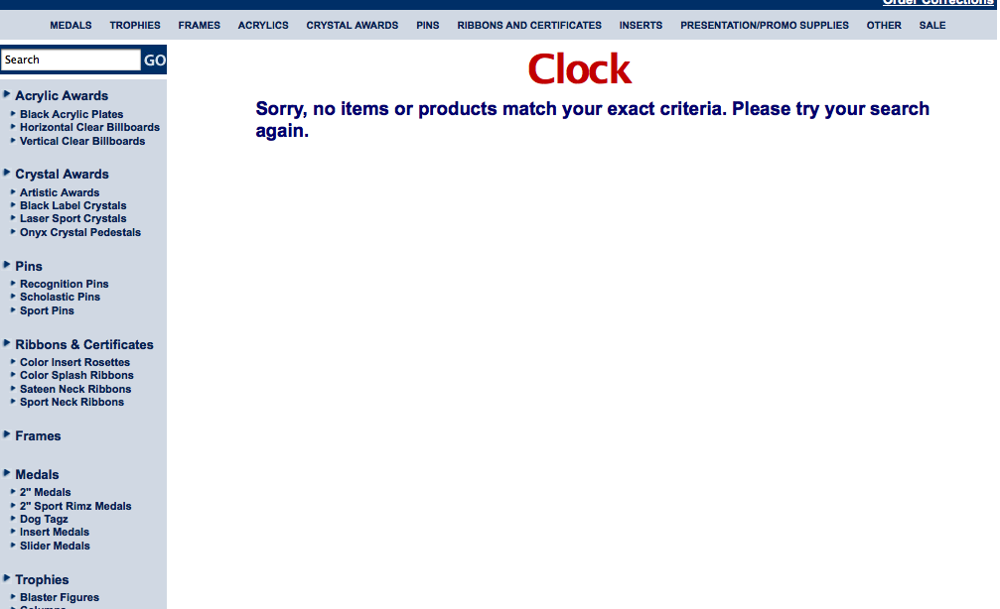 Order Corrections
MEDALS TROPHIES FRAMES ACRYLICS CRYSTAL AWARDS PINS RIBBONS AND CERTIFICATES INSERTS PRESENTATION/PROMO SUPPLIES OTHER SALE
Search GO
Acrylic Awards
Black Acrylic Plates
Horizontal Clear Billboards
Vertical Clear Billboards
Crystal Awards
Artistic Awards
Black Label Crystals
Laser Sport Crystals
Onyx Crystal Pedestals
Pins
Recognition Pins
Scholastic Pins
Sport Pins
Ribbons & Certificates
Color Insert Rosettes
Color Splash Ribbons
Sateen Neck Ribbons
Sport Neck Ribbons
Frames
Medals
2" Medals
2" Sport Rimz Medals
Dog Tagz
Insert Medals
Slider Medals
Trophies
Blaster Figures
Clock
Sorry, no items or products match your exact criteria. Please try your search
again.